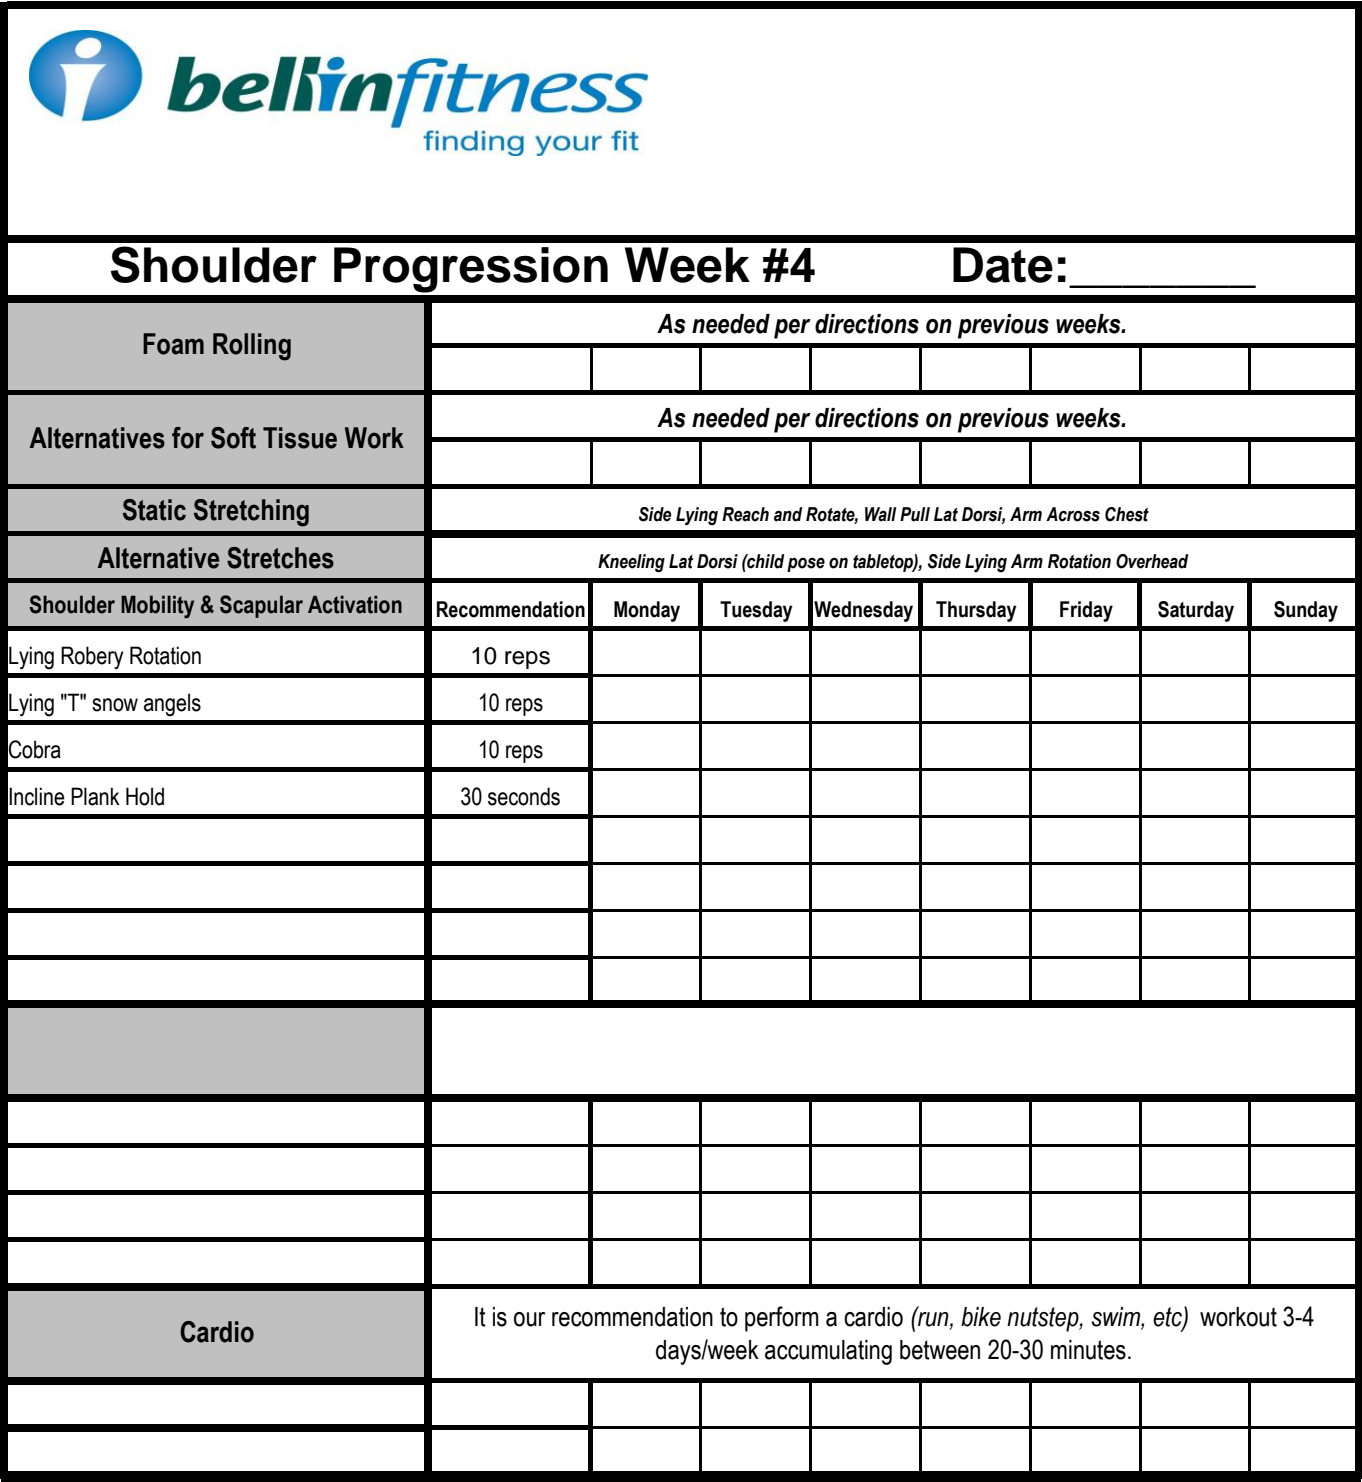 bellinfitness
finding your fit
Shoulder Progression Week #4 Date:_______
Foam Rolling
As needed per directions on previous weeks.
Alternatives for Soft Tissue Work
As needed per directions on previous weeks.
Static Stretching
Side Lying Reach and Rotate, Wall Pull Lat Dorsi, Arm Across Chest
Alternative Stretches
Kneeling Lat Dorsi (child pose on tabletop), Side Lying Arm Rotation Overhead
Shoulder Mobility & Scapular Activation Recommendation Monday Tuesday Wednesday Thursday Friday Saturday Sunday
Lying Robery Rotation 10 reps
Lying "T" snow angels 10 reps
Cobra 10 reps
Incline Plank Hold 30 seconds
Cardio
It is our recommendation to perform a cardio (run, bike nutstep, swim, etc) workout 3-4
days/week accumulating between 20-30 minutes.